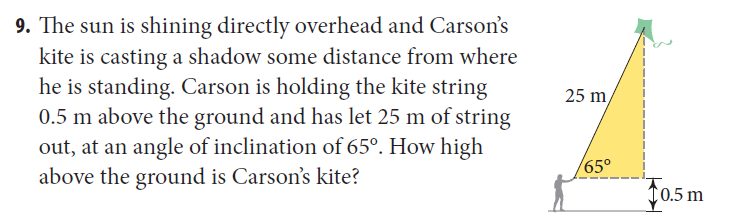 9. The sun is shining directly overhead and Carson's
kite is casting a shadow some distance from where
he is standing. Carson is holding the kite string
0.5 m above the ground and has let 25 m of string
out, at an angle of inclination of 65º. How high
above the ground is Carson's kite?
25 m
65º
0.5 m